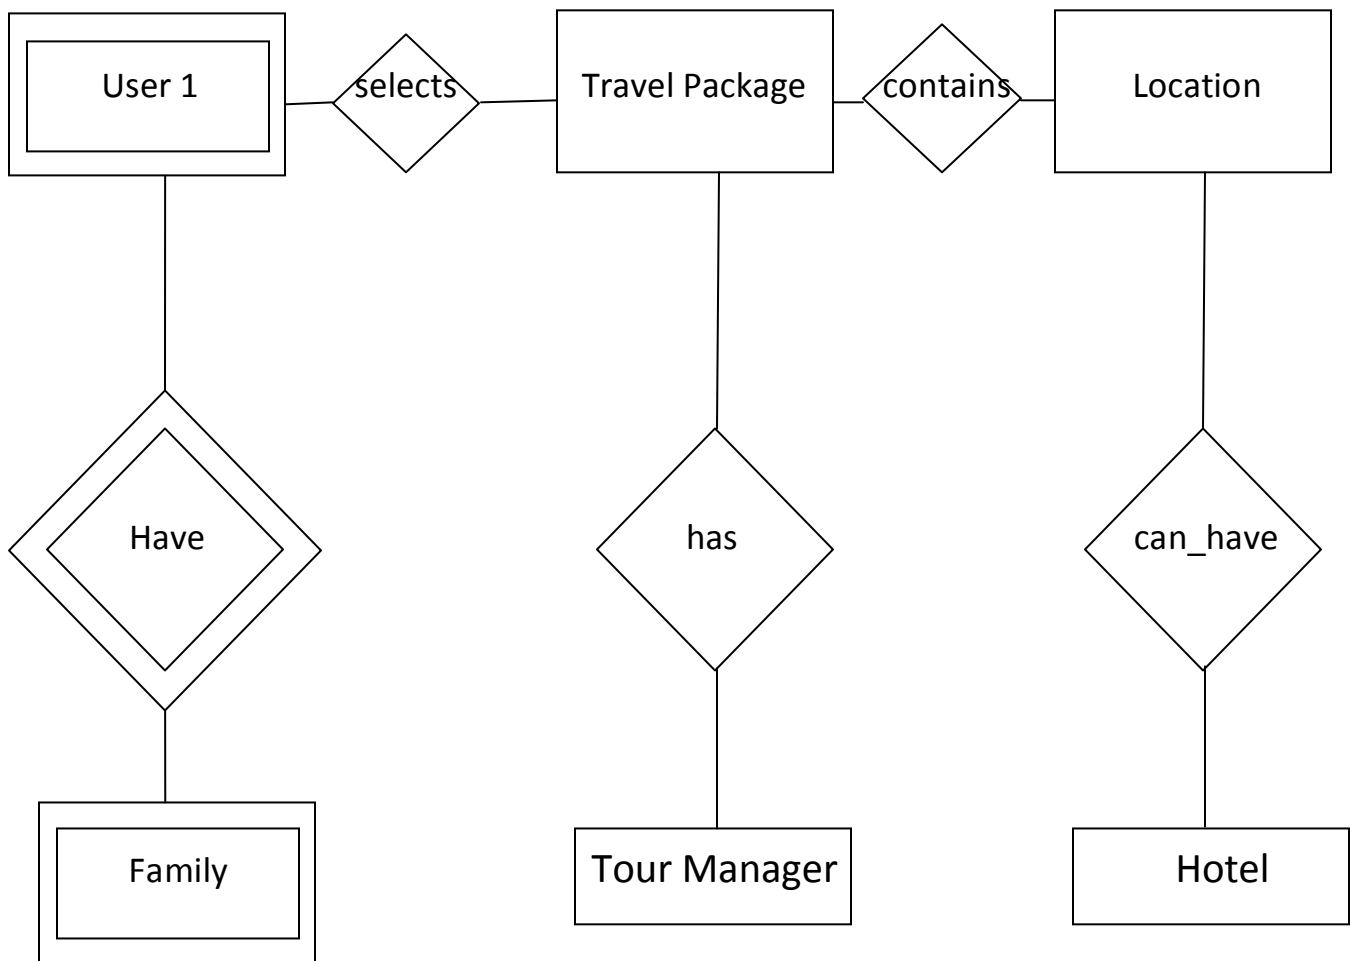 User 1
selects
Travel Package
contains
Location
Have
has
can_have
Family
Tour Manager
Hotel